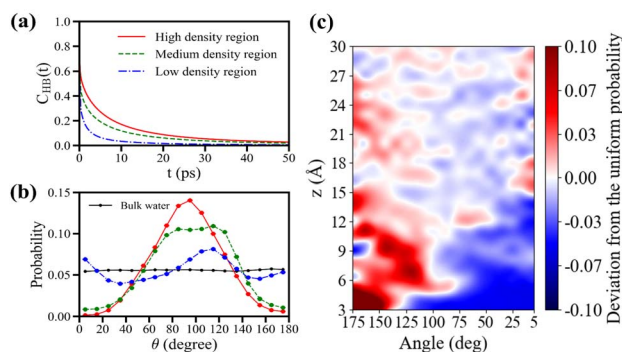 (a)
1.0
0.8
0.6
0.4
0.2
0.0
C_HB(t)
High density region
Medium density region
Low density region
0 10 20 30 40 50
t (ps)
(b)
0.15
0.10
0.05
0.00
Probability
Bulk water
0 20 40 60 80 100 120 140 160 180
θ (degree)
(c)
30
27
24
21
18
15
12
9
6
3
z (Å)
175 150 125 100 75 50 25 5
Angle (deg)
0.10
0.07
0.03
0.00
-0.03
-0.07
-0.10
Deviation from the uniform probability